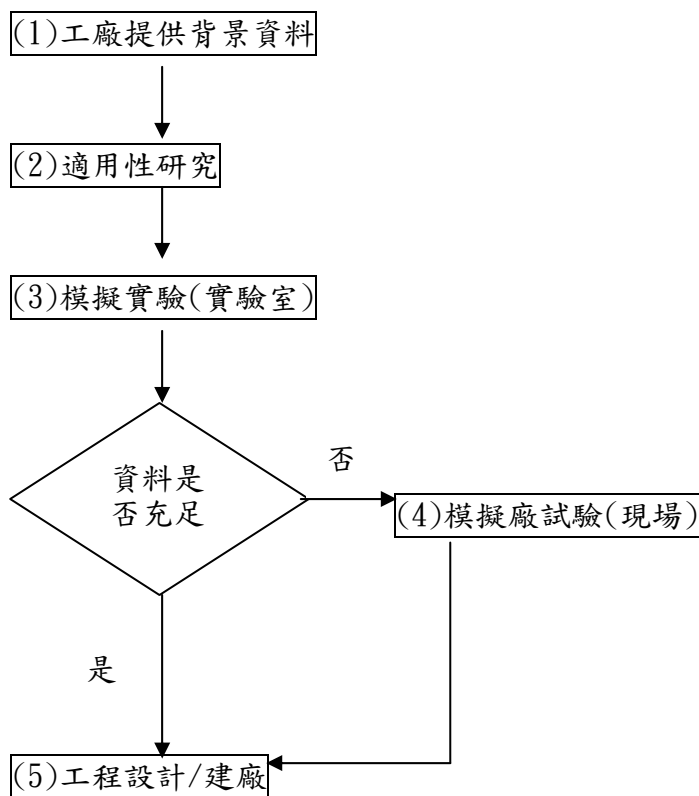 (1)工廠提供背景資料
(2)適用性研究
(3)模擬實驗(實驗室)
資料是
否充足
否
(4)模擬廠試驗(現場)
是
(5)工程設計/建廠